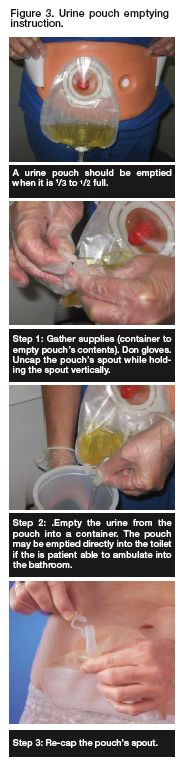 Figure 3. Urine pouch emptying
instruction.
A urine pouch should be emptied
when it is 1/3 to 1/2 full.
Step 1: Gather supplies (container to
empty pouch's contents). Don gloves.
Uncap the pouch's spout while hold-
ing the spout vertically.
Step 2: .Empty the urine from the
pouch into a container. The pouch
may be emptied directly into the toilet
if the is patient able to ambulate into
the bathroom.
Step 3: Re-cap the pouch's spout.